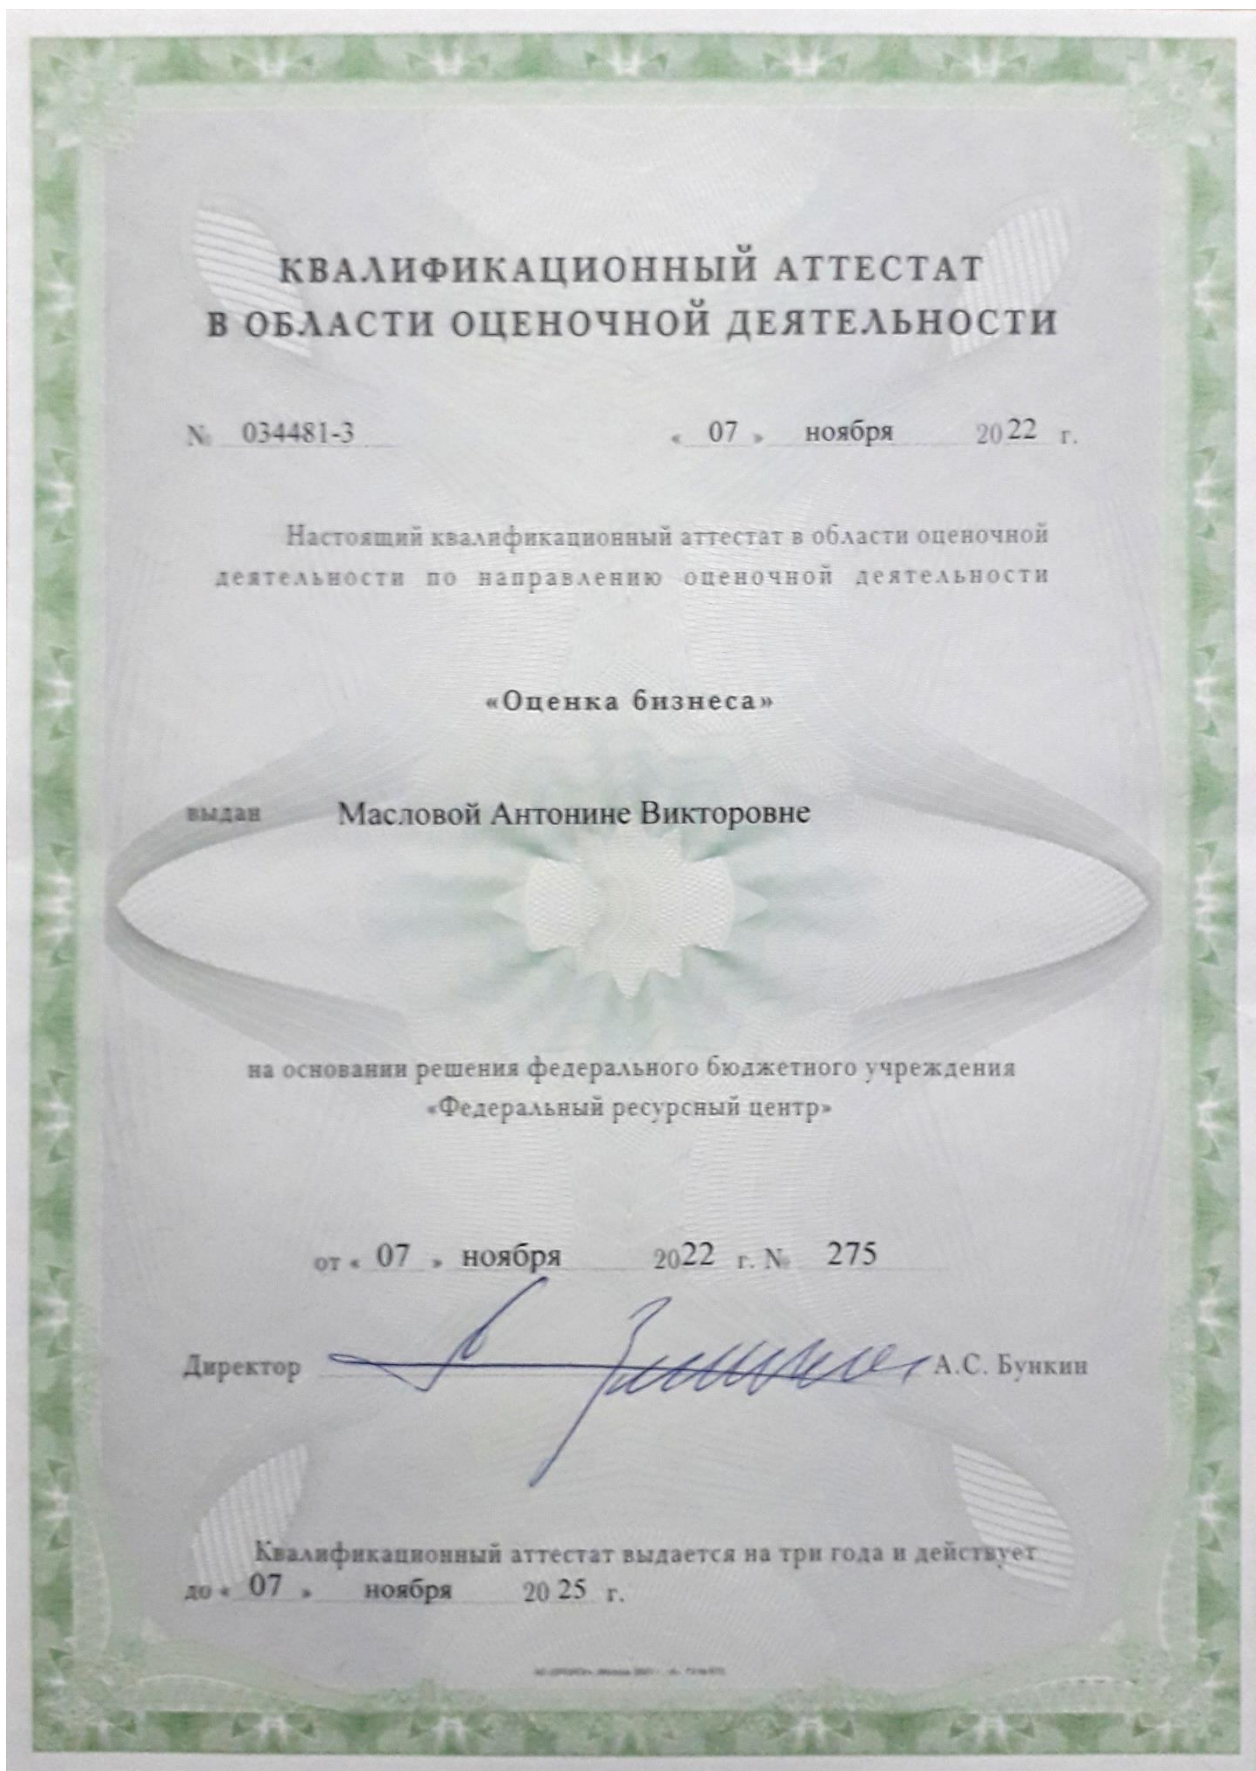 КВАЛИФИКАЦИОННЫЙ АТТЕСТАТ
В ОБЛАСТИ ОЦЕНОЧНОЙ ДЕЯТЕЛЬНОСТИ
№ 034481-3 « 07 » ноября 2022 г.
Настоящий квалификационный аттестат в области оценочной
деятельности по направлению оценочной деятельности
«Оценка бизнеса»
выдан Масловой Антонине Викторовне
на основании решения федерального бюджетного учреждения
«Федеральный ресурсный центр»
от « 07 » ноября 2022 г. № 275
Директор А.С. Бункин
Квалификационный аттестат выдается на три года и действует
до « 07 » ноября 2025 г.